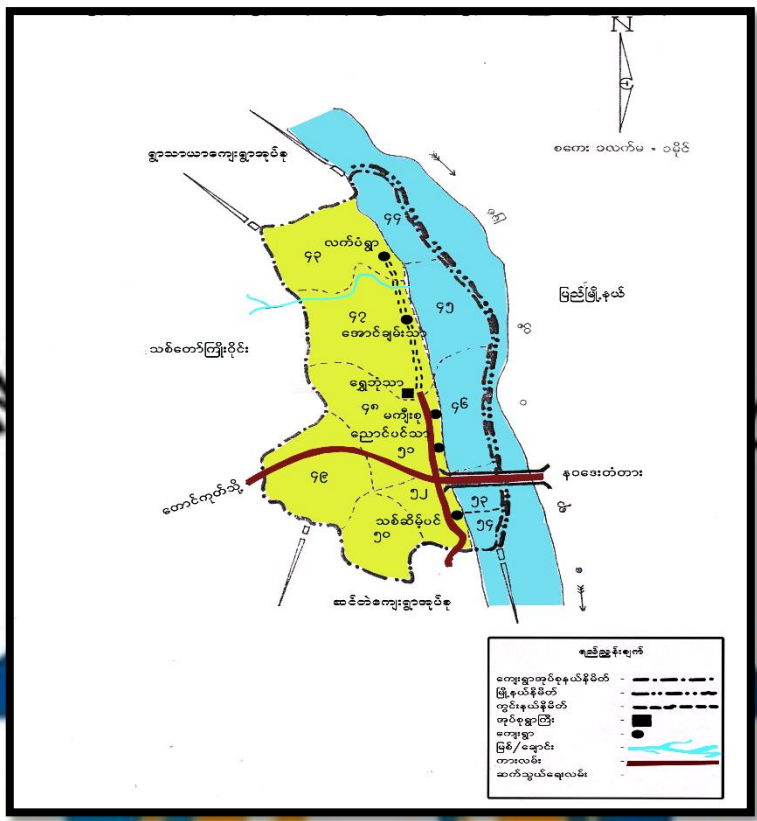 N
စကေး ၁လက်မ - ၁မိုင်
ရွာသာယာကျေးရွာအုပ်စု
၄၄
လက်ပံရွာ
၄၃
၄၅
ပြည်မြို့နယ်
၄၇
အောင်ချမ်းသာ
သစ်တော်ကြိုးဝိုင်း
ရွှေဘုံသာ
၄၈
၄၆
မကျီးစု
ညောင်ပင်သာ
၅၁
နဝဒေးတံတား
၄၉
၅၂
၅၃
တောင်ကုတ်သို့
သစ်ဆိမ့်ပင်
၅၄
၅၀
ဆင်တဲကျေးရွာအုပ်စု
ရည်ညွှန်းချက်
ကျေးရွာအုပ်စုနယ်နိမိတ် -
မြို့နယ်နိမိတ် -
ကွင်းနယ်နိမိတ် -
အုပ်စုရွာကြီး -
ကျေးရွာ -
မြစ်/ချောင်း -
ကားလမ်း -
ဆက်သွယ်ရေးလမ်း -